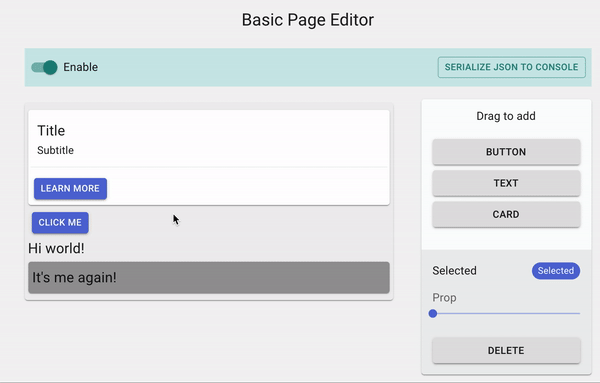 Basic Page Editor
Enable
SERIALIZE JSON TO CONSOLE
Title
Subtitle
LEARN MORE
CLICK ME
Hi world!
It's me again!
Drag to add
BUTTON
TEXT
CARD
Selected
Selected
Prop
DELETE